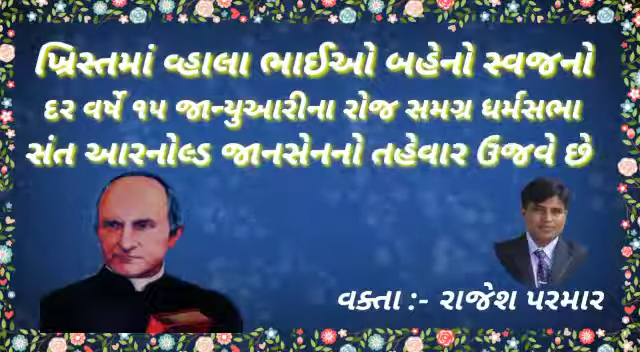 ખ્રિસ્તમાં વ્હાલા ભાઈઓ બહેનો સ્વજનો
દર વર્ષે ૧૫ જાન્યુઆરીના રોજ સમગ્ર ધર્મસભા
સંત આરનોલ્ડ જાનસેનનો તહેવાર ઉજવે છે
વક્તા :- રાજેશ પરમાર